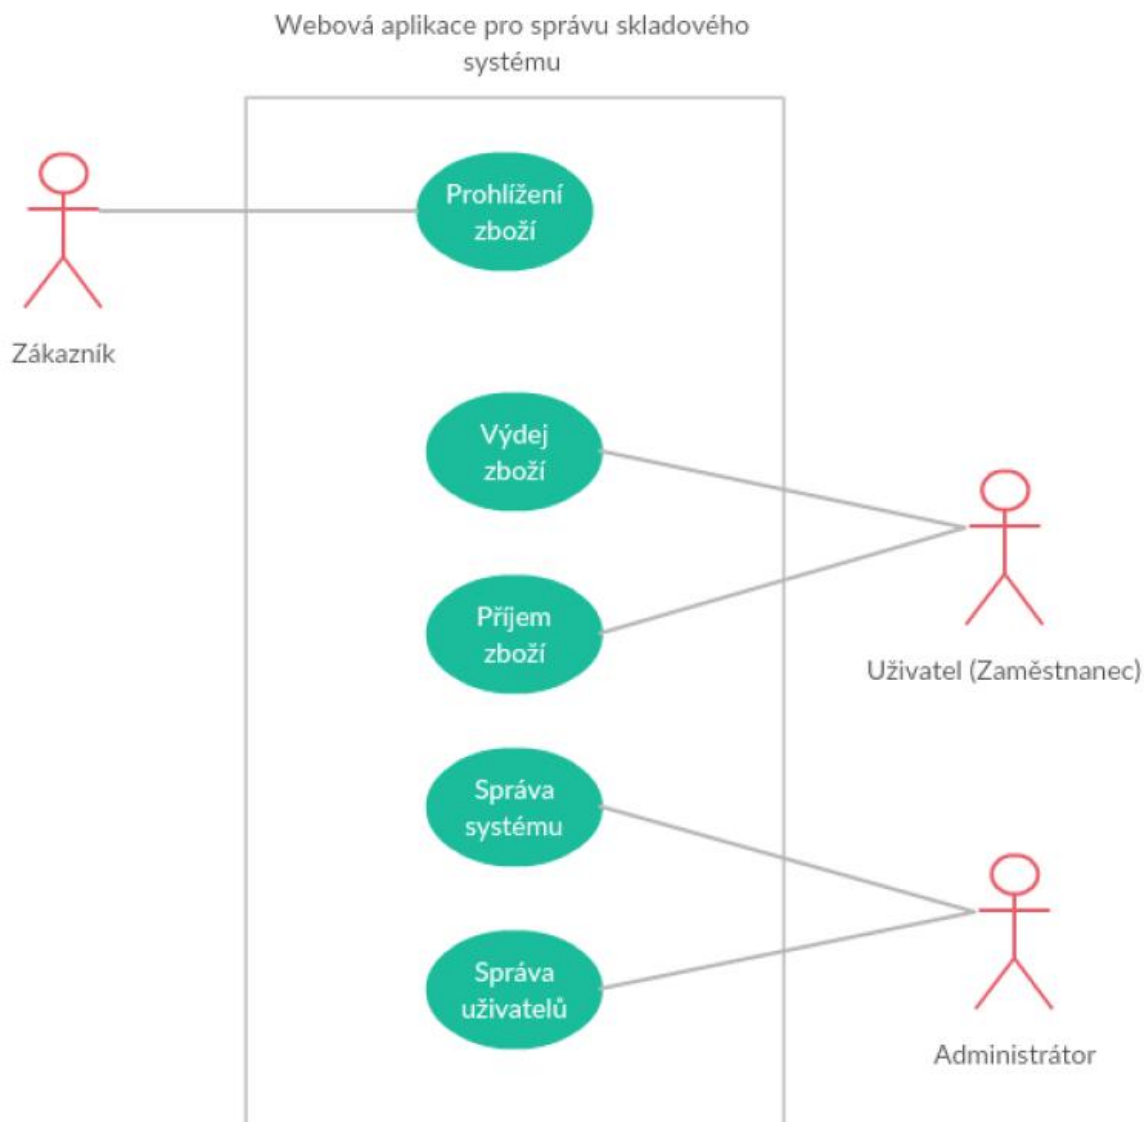 Webová aplikace pro správu skladového
systému
Prohlížení
zboží
Zákazník
Výdej
zboží
Příjem
zboží
Uživatel (Zaměstnanec)
Správa
systému
Správa
uživatelů
Administrátor